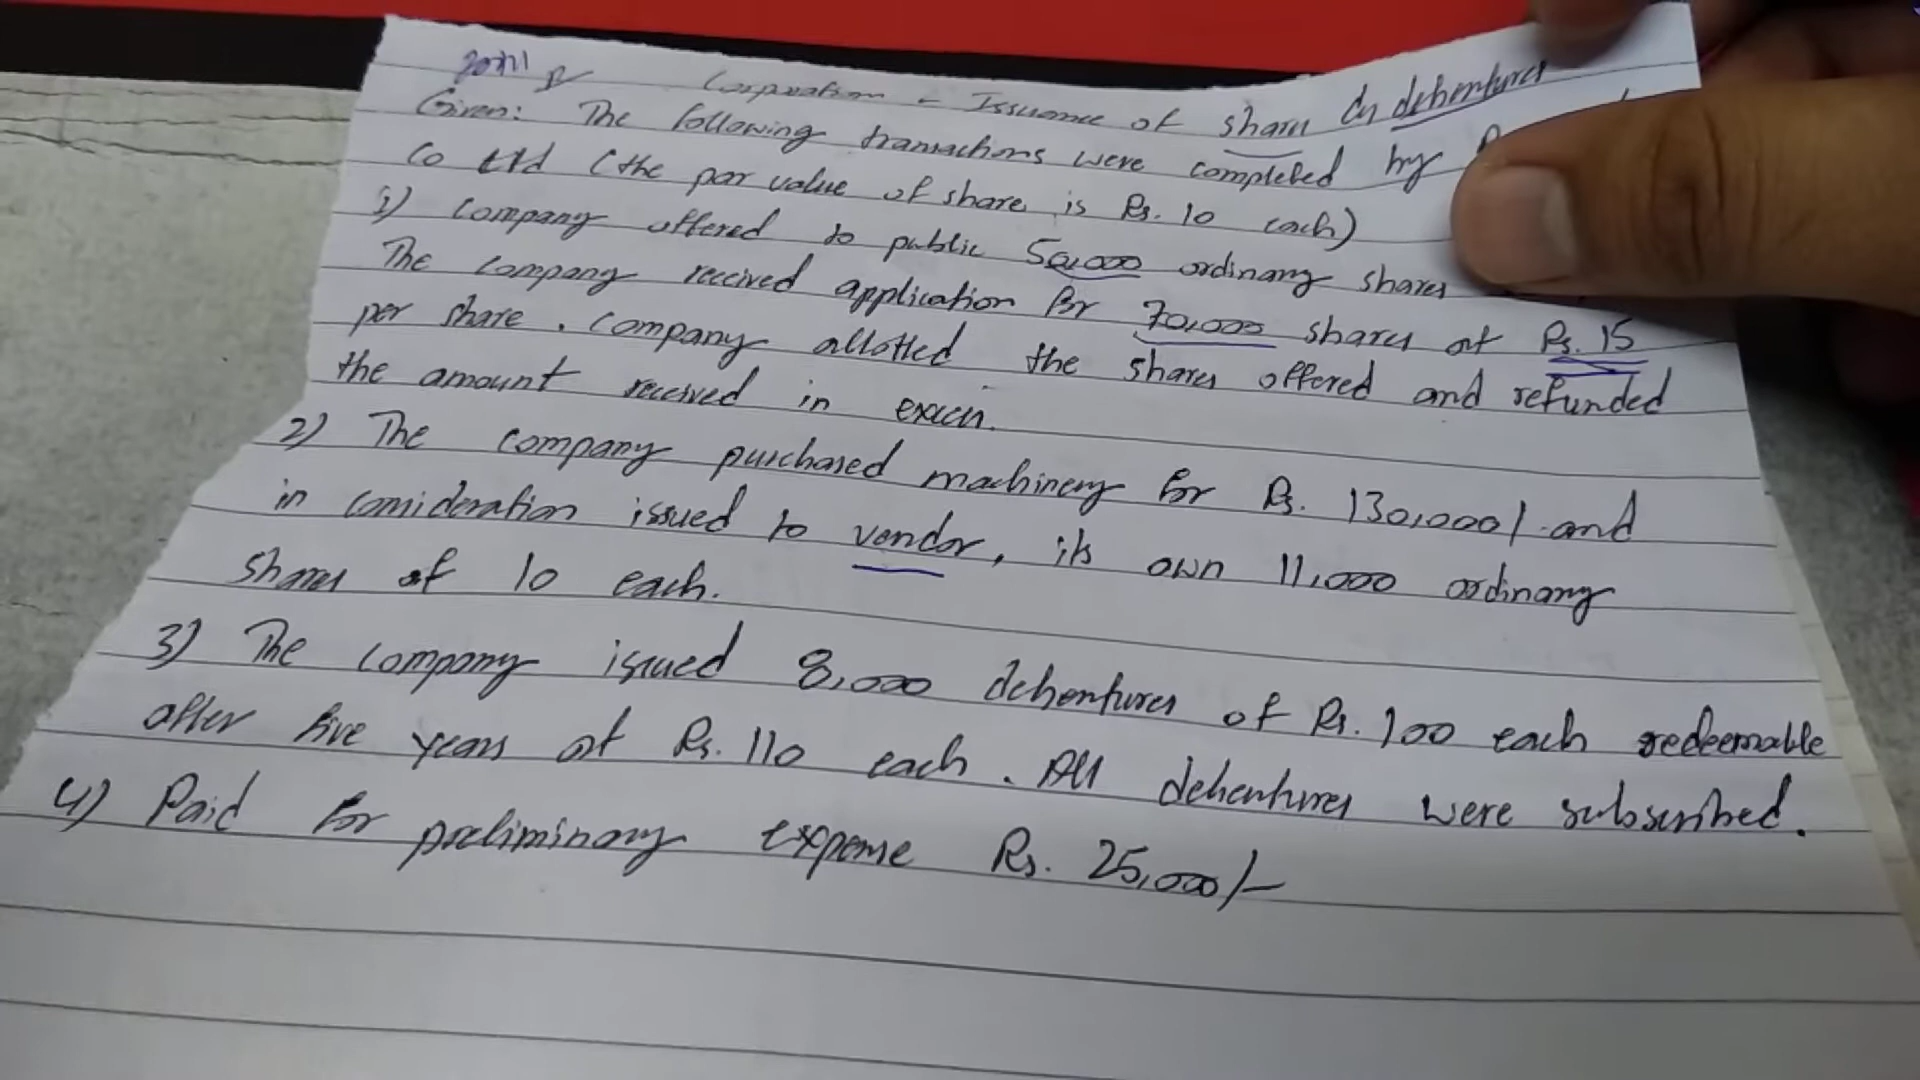 Corporation - Issuance of share & debentures
Given: The following transactions were completed by
Co Ltd (the par value of share is Rs. 10 each)
1) Company offered to public 50,000 ordinary shares
The company received application for 70,000 shares at Rs. 15
per share. Company allotted the shares offered and refunded
the amount received in excess.
2) The company purchased machinery for Rs. 130,000/- and
in consideration issued to vendor, its own 11,000 ordinary
shares of 10 each.
3) The company issued 8,000 debentures of Rs. 100 each redeemable
after five years at Rs. 110 each. All debentures were subscribed.
4) Paid for preliminary expense Rs. 25,000/-